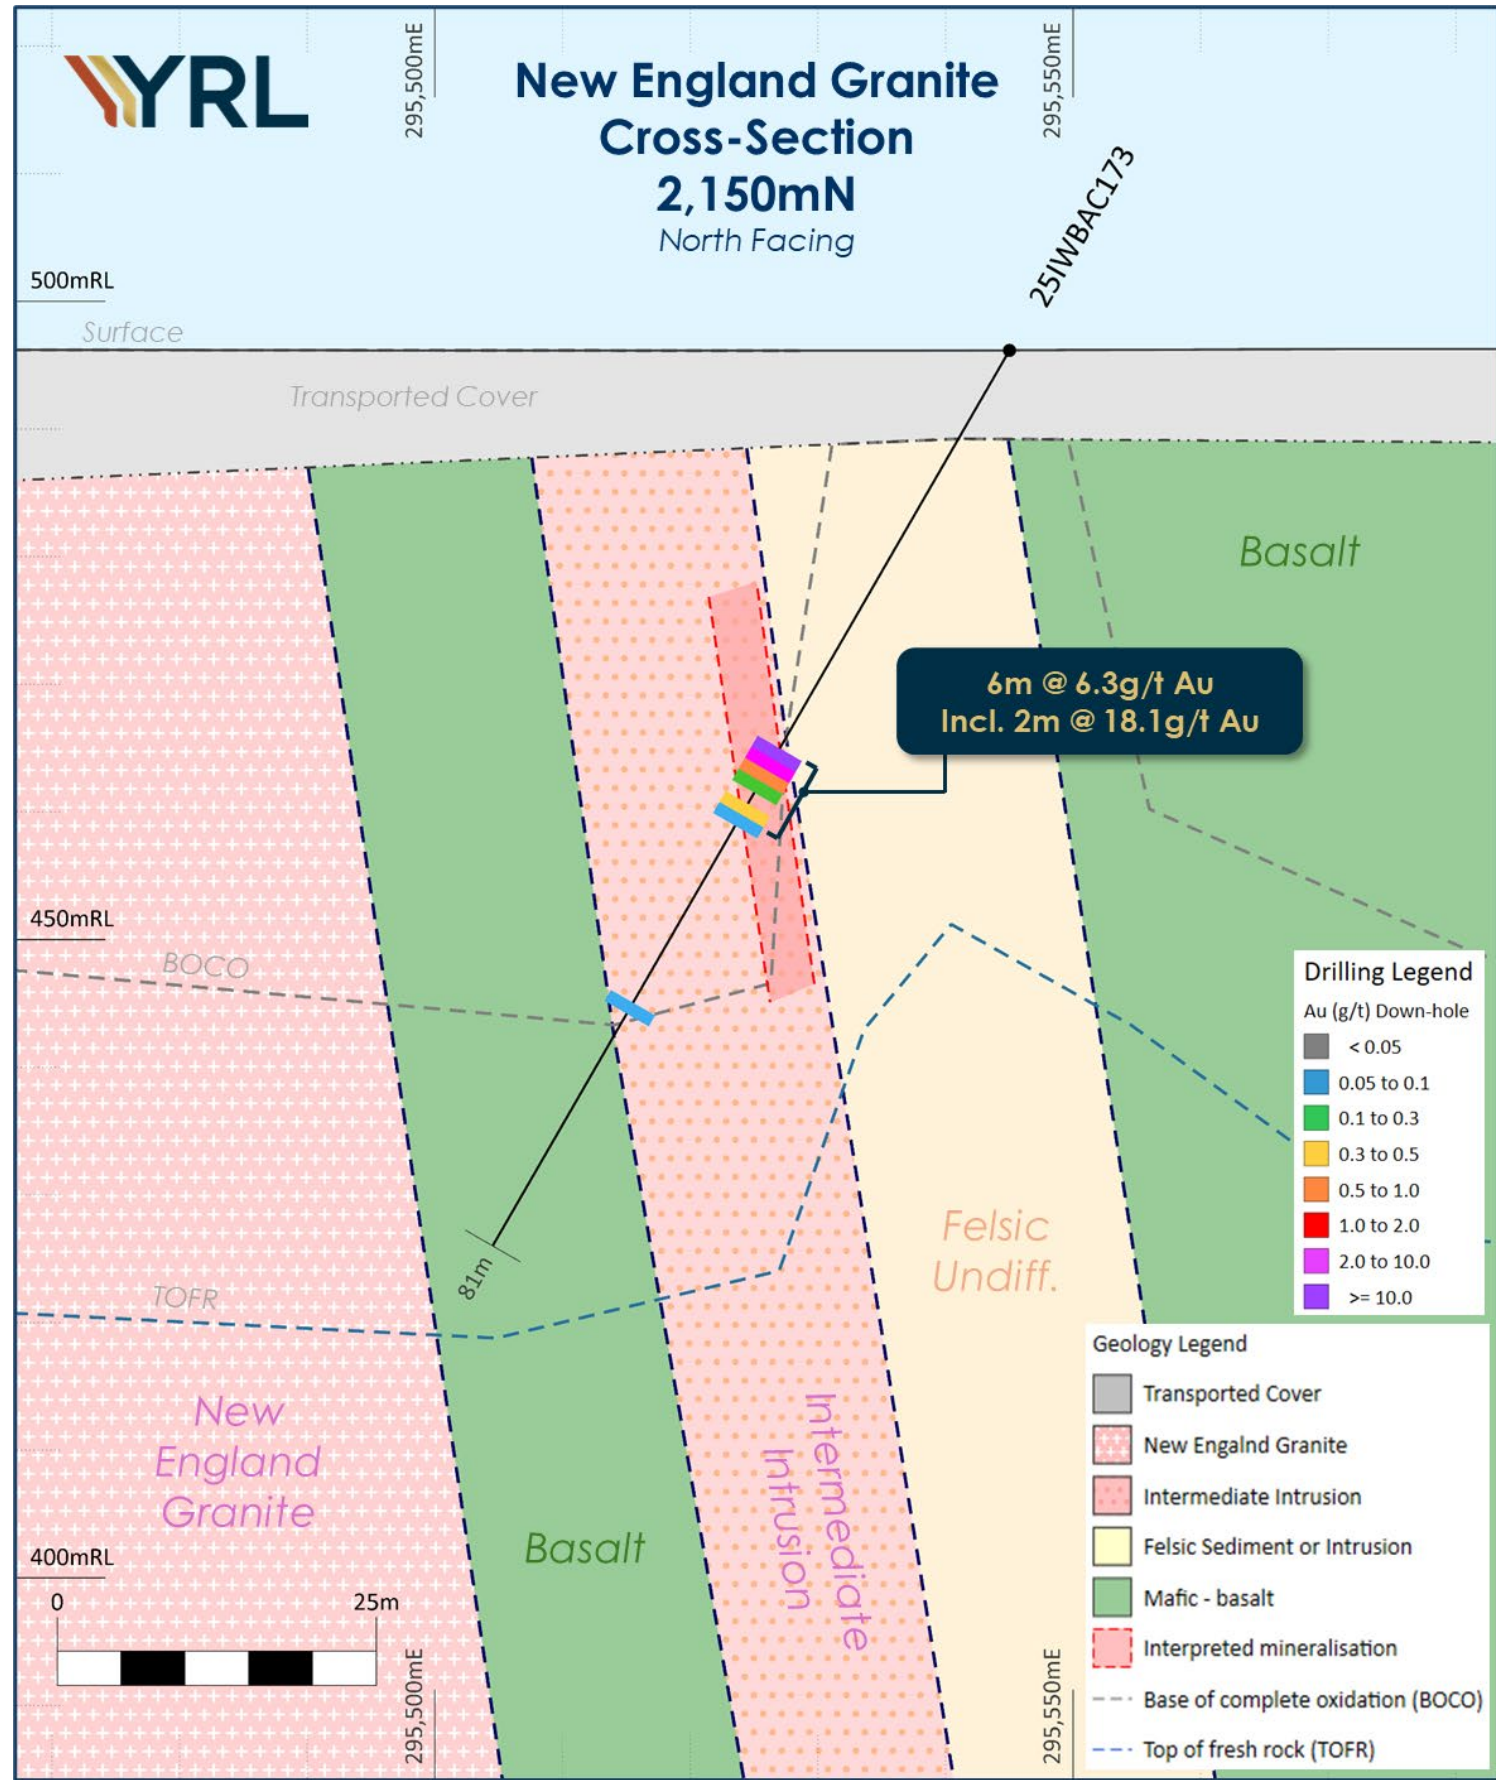 YRL
295,500mE
295,550mE
New England Granite
Cross-Section
2,150mN
North Facing
25IWBAC173
500mRL
Surface
Transported Cover
Basalt
6m @ 6.3g/t Au
Incl. 2m @ 18.1g/t Au
450mRL
BOCO
Drilling Legend
Au (g/t) Down-hole
< 0.05
0.05 to 0.1
0.1 to 0.3
0.3 to 0.5
0.5 to 1.0
1.0 to 2.0
2.0 to 10.0
>= 10.0
Felsic
Undiff.
81m
TOFR
New
England
Granite
Basalt
Intermediate
Intrusion
400mRL
0 25m
295,500mE
295,550mE
Geology Legend
Transported Cover
New Engalnd Granite
Intermediate Intrusion
Felsic Sediment or Intrusion
Mafic - basalt
Interpreted mineralisation
Base of complete oxidation (BOCO)
Top of fresh rock (TOFR)